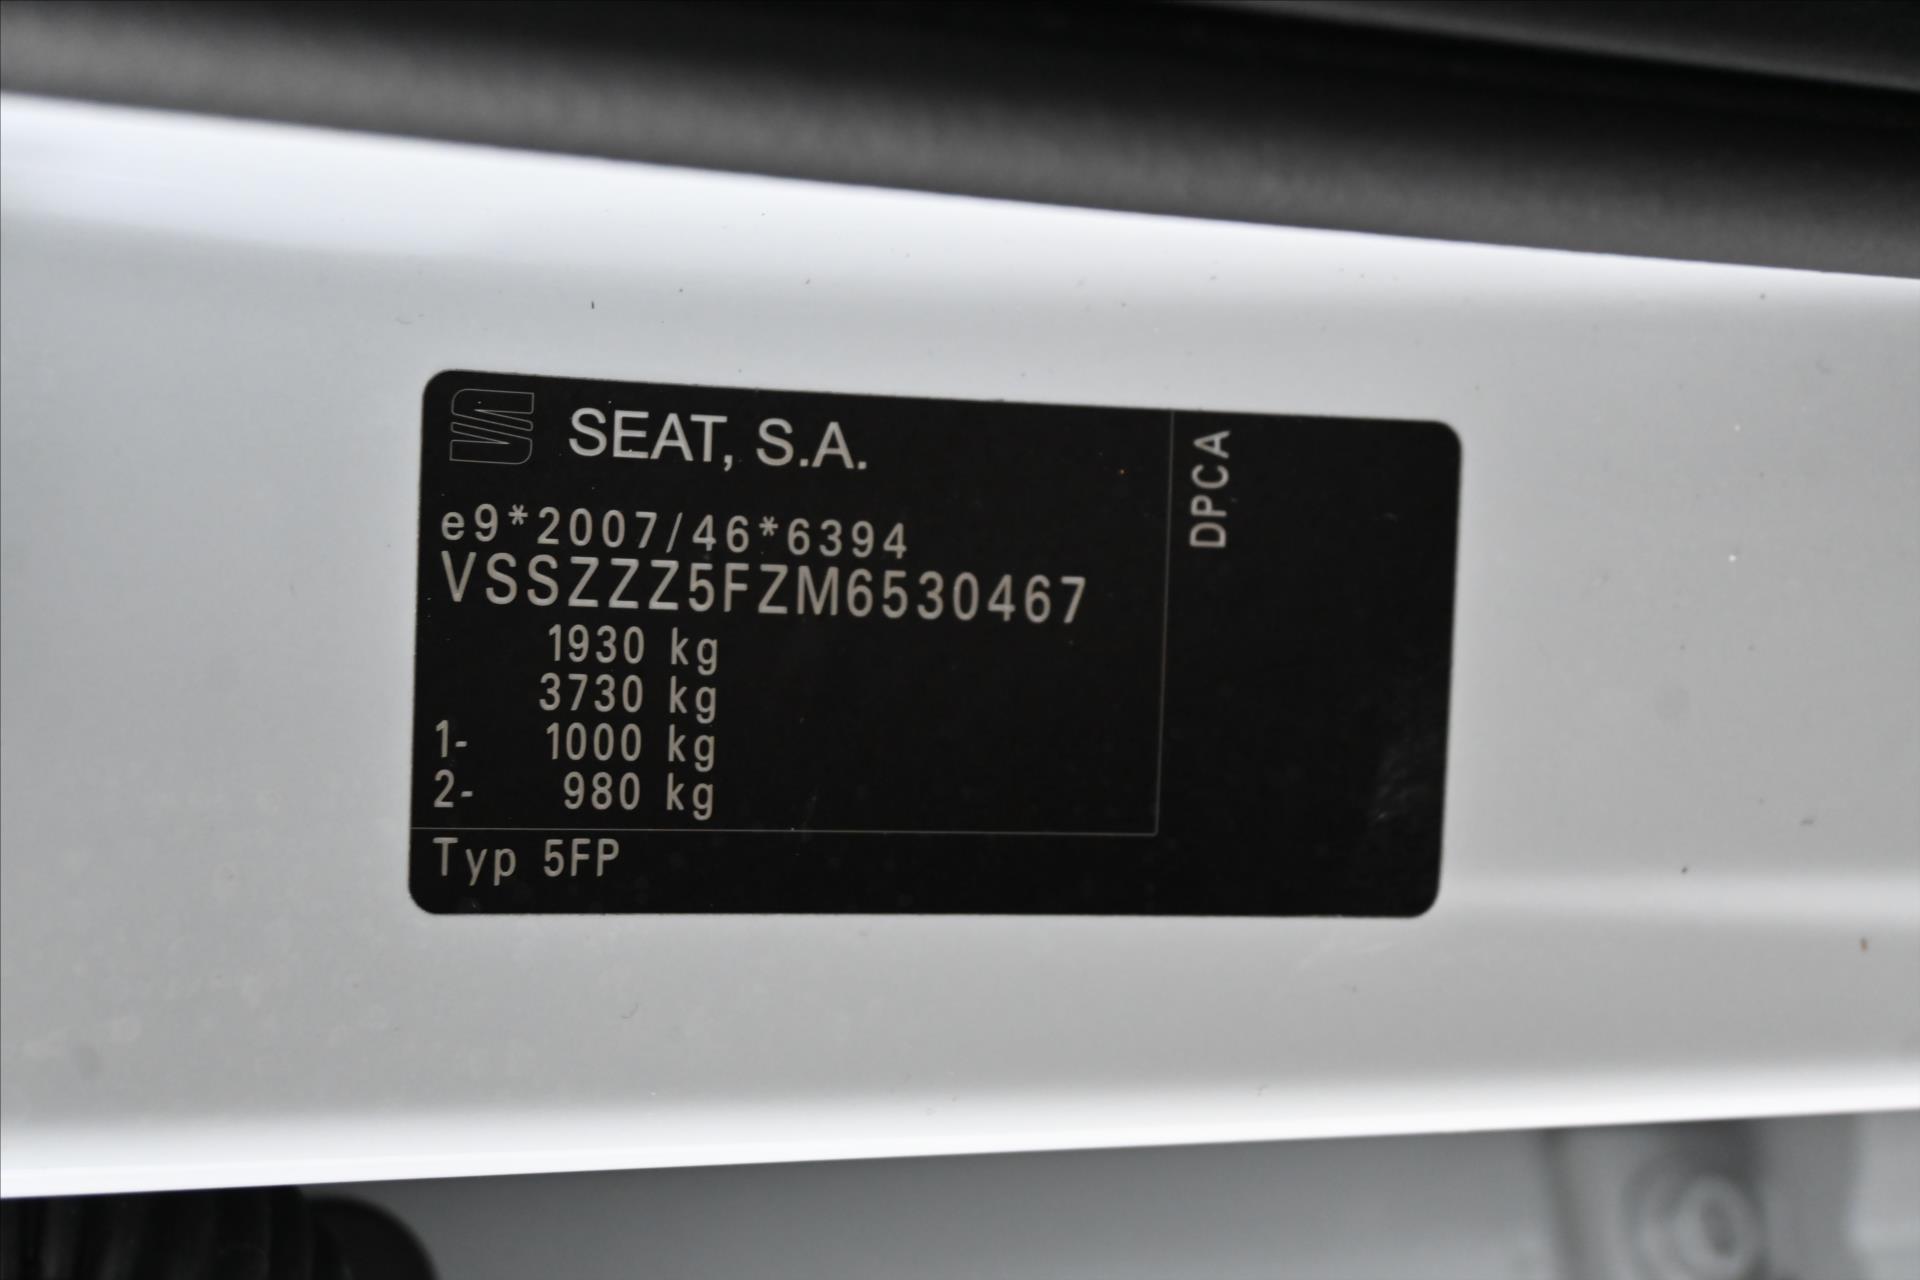 SEAT, S.A.
e9*2007/46*6394
VSSZZZ5FZM6530467
1930 kg
3730 kg
1- 1000 kg
2- 980 kg
Typ 5FP
DPCA